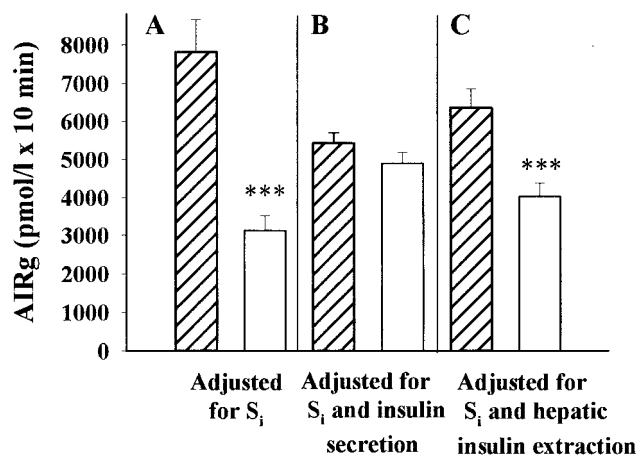 A B C
8000
7000
6000
5000
4000
3000
2000
1000
0
AIRg (pmol/l x 10 min)
***
***
Adjusted
for Si
Adjusted for
Si and insulin
secretion
Adjusted for
Si and hepatic
insulin extraction